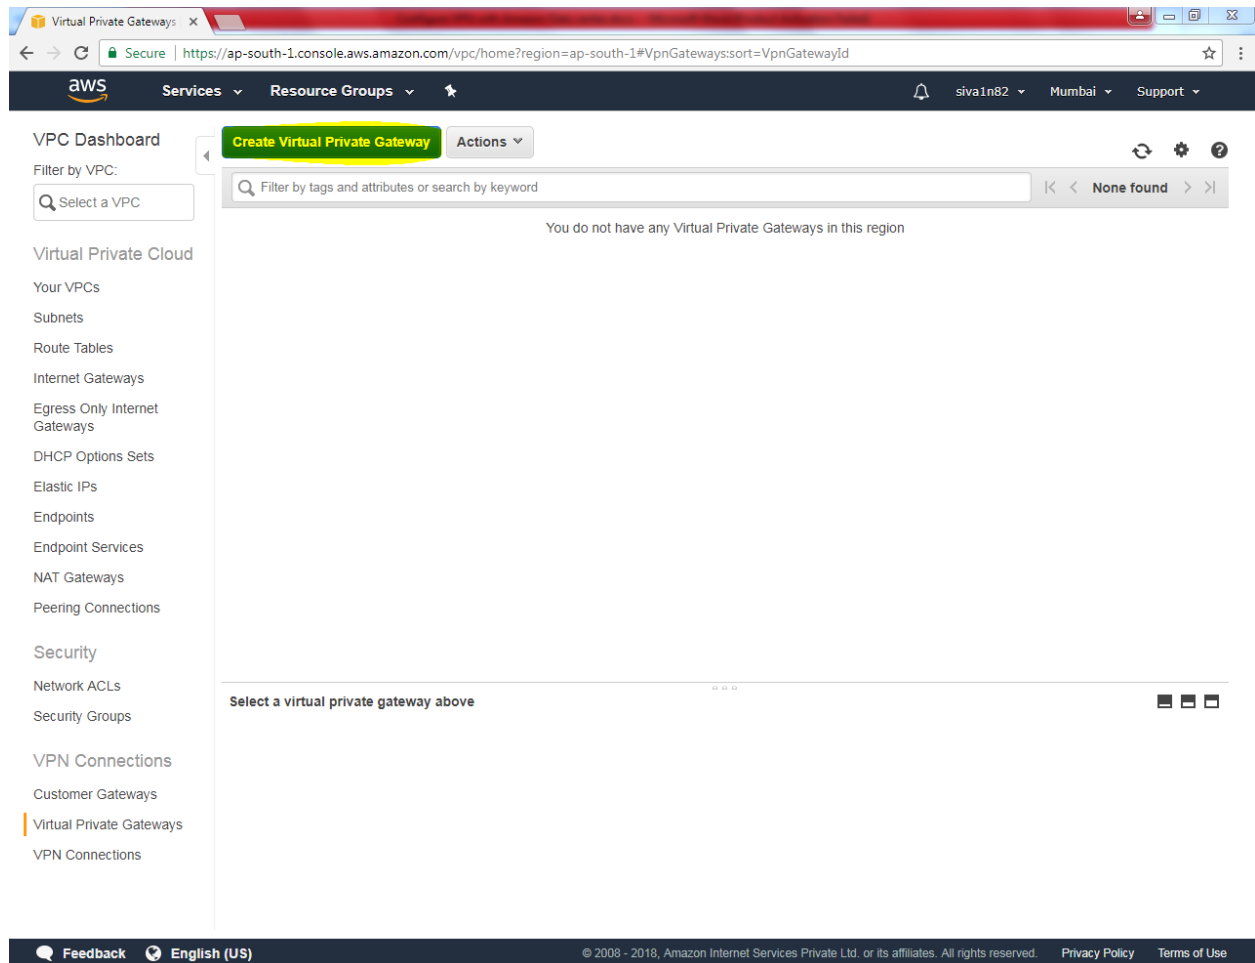 Virtual Private Gateways
Secure
https://ap-south-1.console.aws.amazon.com/vpc/home?region=ap-south-1#VpnGateways:sort=VpnGatewayId
aws
Services
Resource Groups
siva1n82
Mumbai
Support
VPC Dashboard
Filter by VPC:
Select a VPC
Virtual Private Cloud
Your VPCs
Subnets
Route Tables
Internet Gateways
Egress Only Internet
Gateways
DHCP Options Sets
Elastic IPs
Endpoints
Endpoint Services
NAT Gateways
Peering Connections
Security
Network ACLs
Security Groups
VPN Connections
Customer Gateways
Virtual Private Gateways
VPN Connections
Create Virtual Private Gateway
Actions
Filter by tags and attributes or search by keyword
None found
You do not have any Virtual Private Gateways in this region
Select a virtual private gateway above
Feedback
English (US)
© 2008 - 2018, Amazon Internet Services Private Ltd. or its affiliates. All rights reserved.
Privacy Policy
Terms of Use